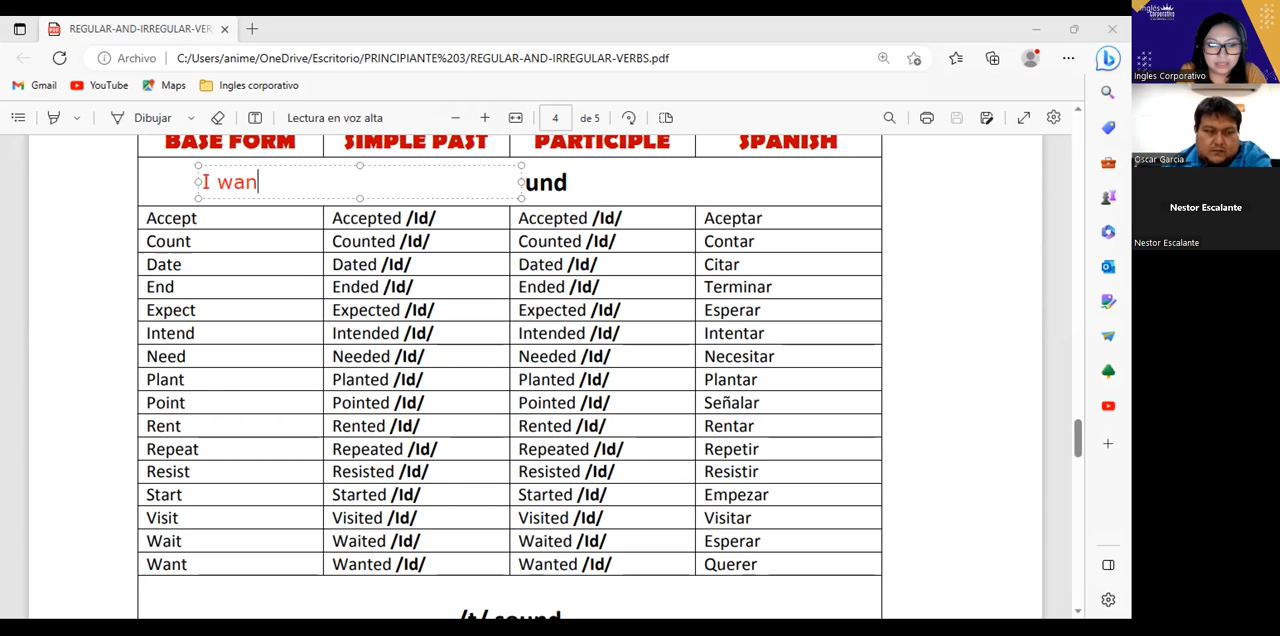 REGULAR-AND-IRREGULAR-VER
Archivo
C:/Users/anime/OneDrive/Escritorio/PRINCIPIANTE%203/REGULAR-AND-IRREGULAR-VERBS.pdf
Gmail YouTube Maps Ingles corporativo
Dibujar Lectura en voz alta 4 de 5
BASE FORM SIMPLE PAST PARTICIPLE SPANISH
I wan und
Accept Accepted /Id/ Accepted /Id/ Aceptar
Count Counted /Id/ Counted /Id/ Contar
Date Dated /Id/ Dated /Id/ Citar
End Ended /Id/ Ended /Id/ Terminar
Expect Expected /Id/ Expected /Id/ Esperar
Intend Intended /Id/ Intended /Id/ Intentar
Need Needed /Id/ Needed /Id/ Necesitar
Plant Planted /Id/ Planted /Id/ Plantar
Point Pointed /Id/ Pointed /Id/ Señalar
Rent Rented /Id/ Rented /Id/ Rentar
Repeat Repeated /Id/ Repeated /Id/ Repetir
Resist Resisted /Id/ Resisted /Id/ Resistir
Start Started /Id/ Started /Id/ Empezar
Visit Visited /Id/ Visited /Id/ Visitar
Wait Waited /Id/ Waited /Id/ Esperar
Want Wanted /Id/ Wanted /Id/ Querer
/t/ sound
Inglés
Corporativo
Ingles Corporativo
Oscar Garcia
Nestor Escalante
Nestor Escalante